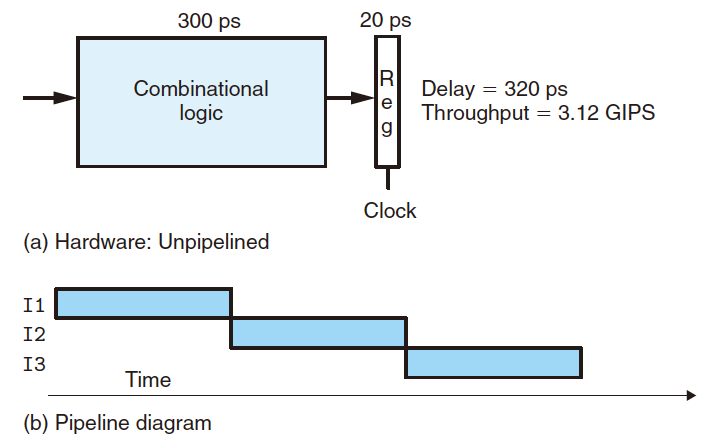 300 ps
20 ps
Combinational
logic
R
e
g
Delay = 320 ps
Throughput = 3.12 GIPS
Clock
(a) Hardware: Unpipelined
I1
I2
I3
Time
(b) Pipeline diagram